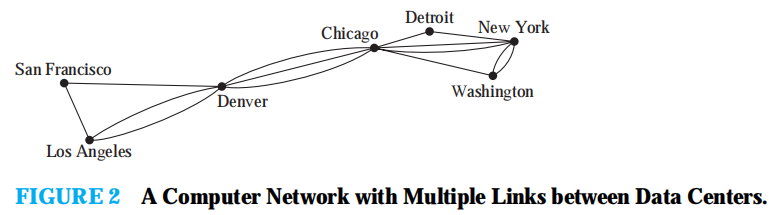 Detroit
New York
Chicago
San Francisco
Denver
Washington
Los Angeles
FIGURE 2 A Computer Network with Multiple Links between Data Centers.